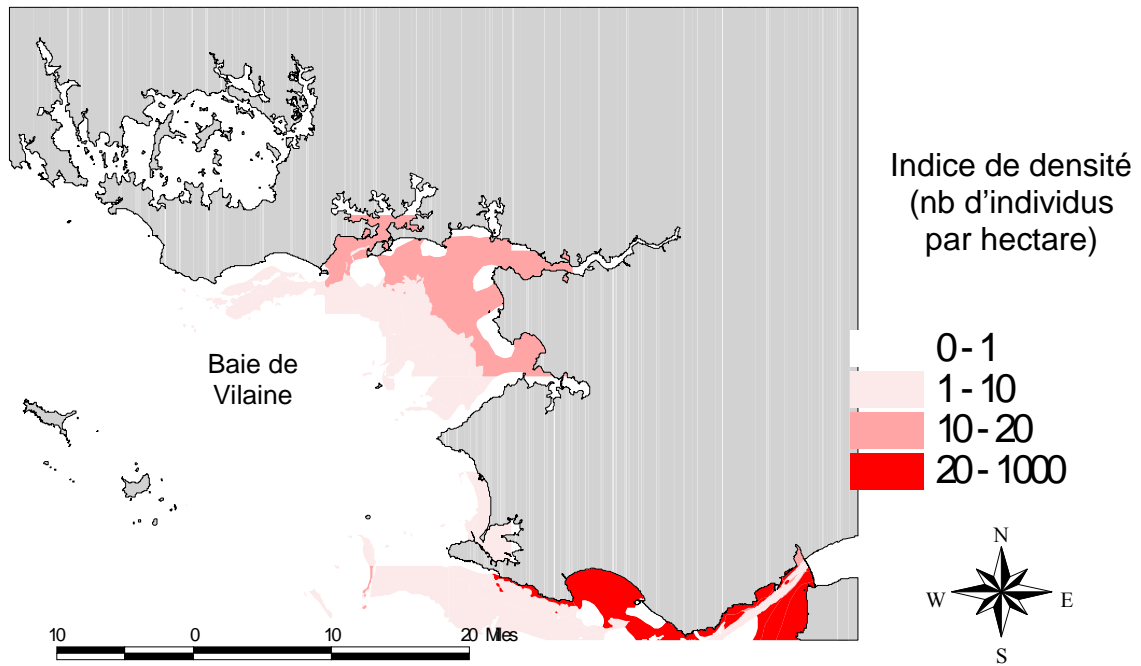 Indice de densité
(nb d'individus
par hectare)
Baie de
Vilaine
0 - 1
1 - 10
10 - 20
20 - 1000
N
W E
S
10 0 10 20 Miles